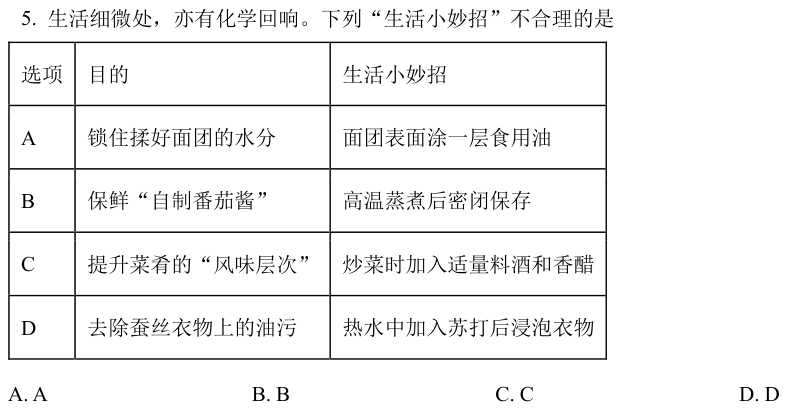 5. 生活细微处，亦有化学回响。下列“生活小妙招”不合理的是
选项 目的 生活小妙招
A 锁住揉好面团的水分 面团表面涂一层食用油
B 保鲜“自制番茄酱” 高温蒸煮后密闭保存
C 提升菜肴的“风味层次” 炒菜时加入适量料酒和香醋
D 去除蚕丝衣物上的油污 热水中加入苏打后浸泡衣物
A. A B. B C. C D. D